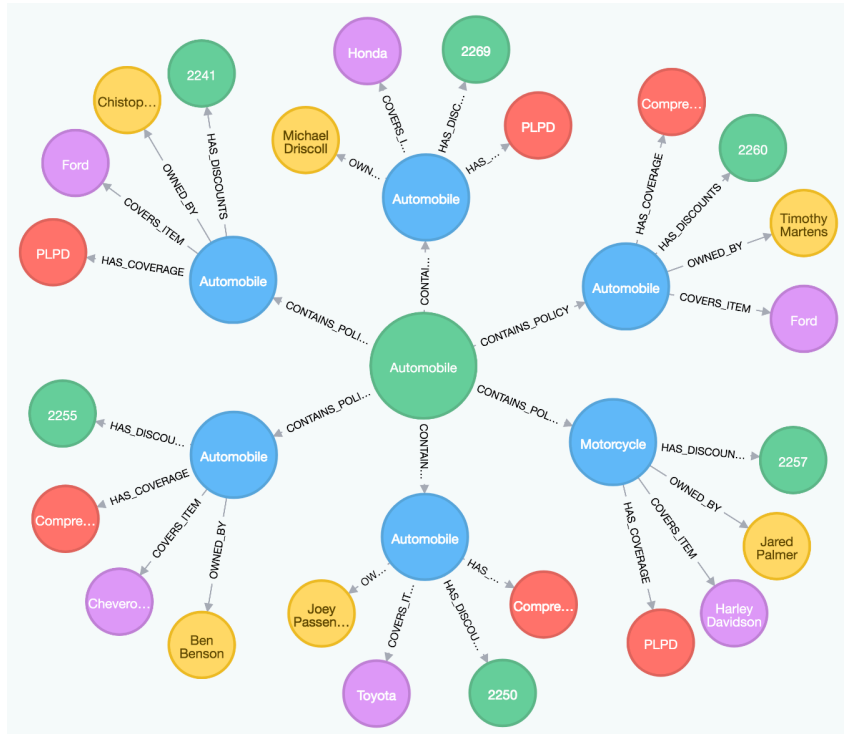 Honda
2269
2241
Compre...
Chistop...
COVERS_I...
HAS_DISC...
PLPD
Michael
Driscoll
2260
Ford
HAS_DISCOUNTS
OWNED_BY
OWN...
HAS_...
HAS_COVERAGE
HAS_DISCOUNTS
Automobile
Timothy
Martens
COVERS_ITEM
PLPD
HAS_COVERAGE
Automobile
CONTAI...
OWNED_BY
Automobile
COVERS_ITEM
Ford
CONTAINS_POLI...
CONTAINS_POLICY
Automobile
2255
CONTAINS_POLI...
CONTAINS_POL...
HAS_DISCOU...
Automobile
CONTAIN...
Motorcycle
HAS_DISCOUN...
2257
HAS_COVERAGE
Compre...
COVERS_ITEM
OWNED_BY
Automobile
OWNED_BY
COVERS_ITEM
HAS_COVERAGE
Jared
Palmer
Chevero...
OW...
HAS_...
Compre...
Joey
Passen...
COVERS_IT...
HAS_DISCOU...
Harley
Davidson
Ben
Benson
PLPD
Toyota
2250